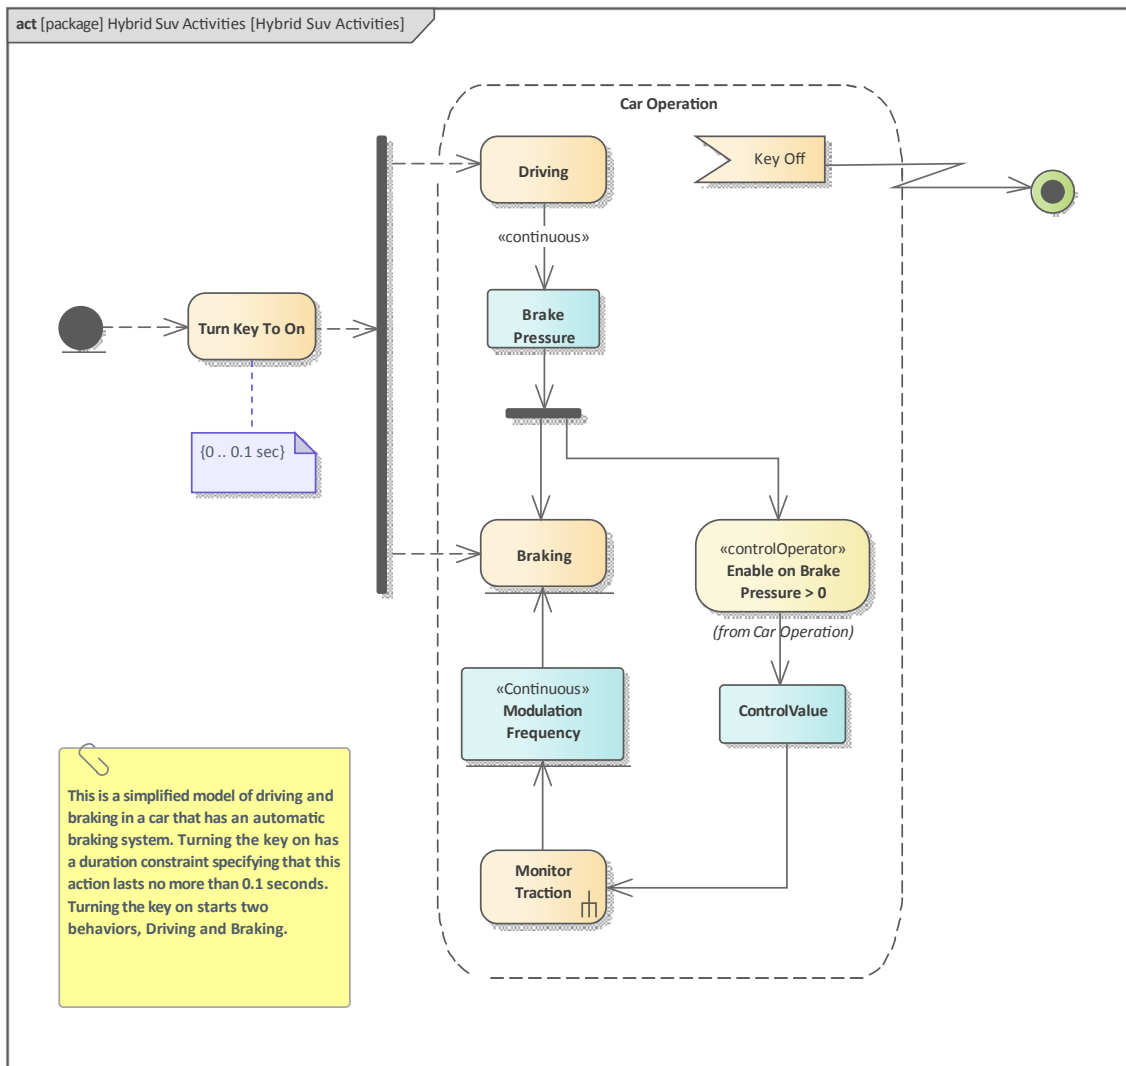 act [package] Hybrid Suv Activities [Hybrid Suv Activities]
Car Operation
Driving
Key Off
«continuous»
Brake
Pressure
Turn Key To On
{0 .. 0.1 sec}
Braking
«controlOperator»
Enable on Brake
Pressure > 0
(from Car Operation)
«Continuous»
Modulation
Frequency
ControlValue
Monitor
Traction
This is a simplified model of driving and
braking in a car that has an automatic
braking system. Turning the key on has
a duration constraint specifying that this
action lasts no more than 0.1 seconds.
Turning the key on starts two
behaviors, Driving and Braking.